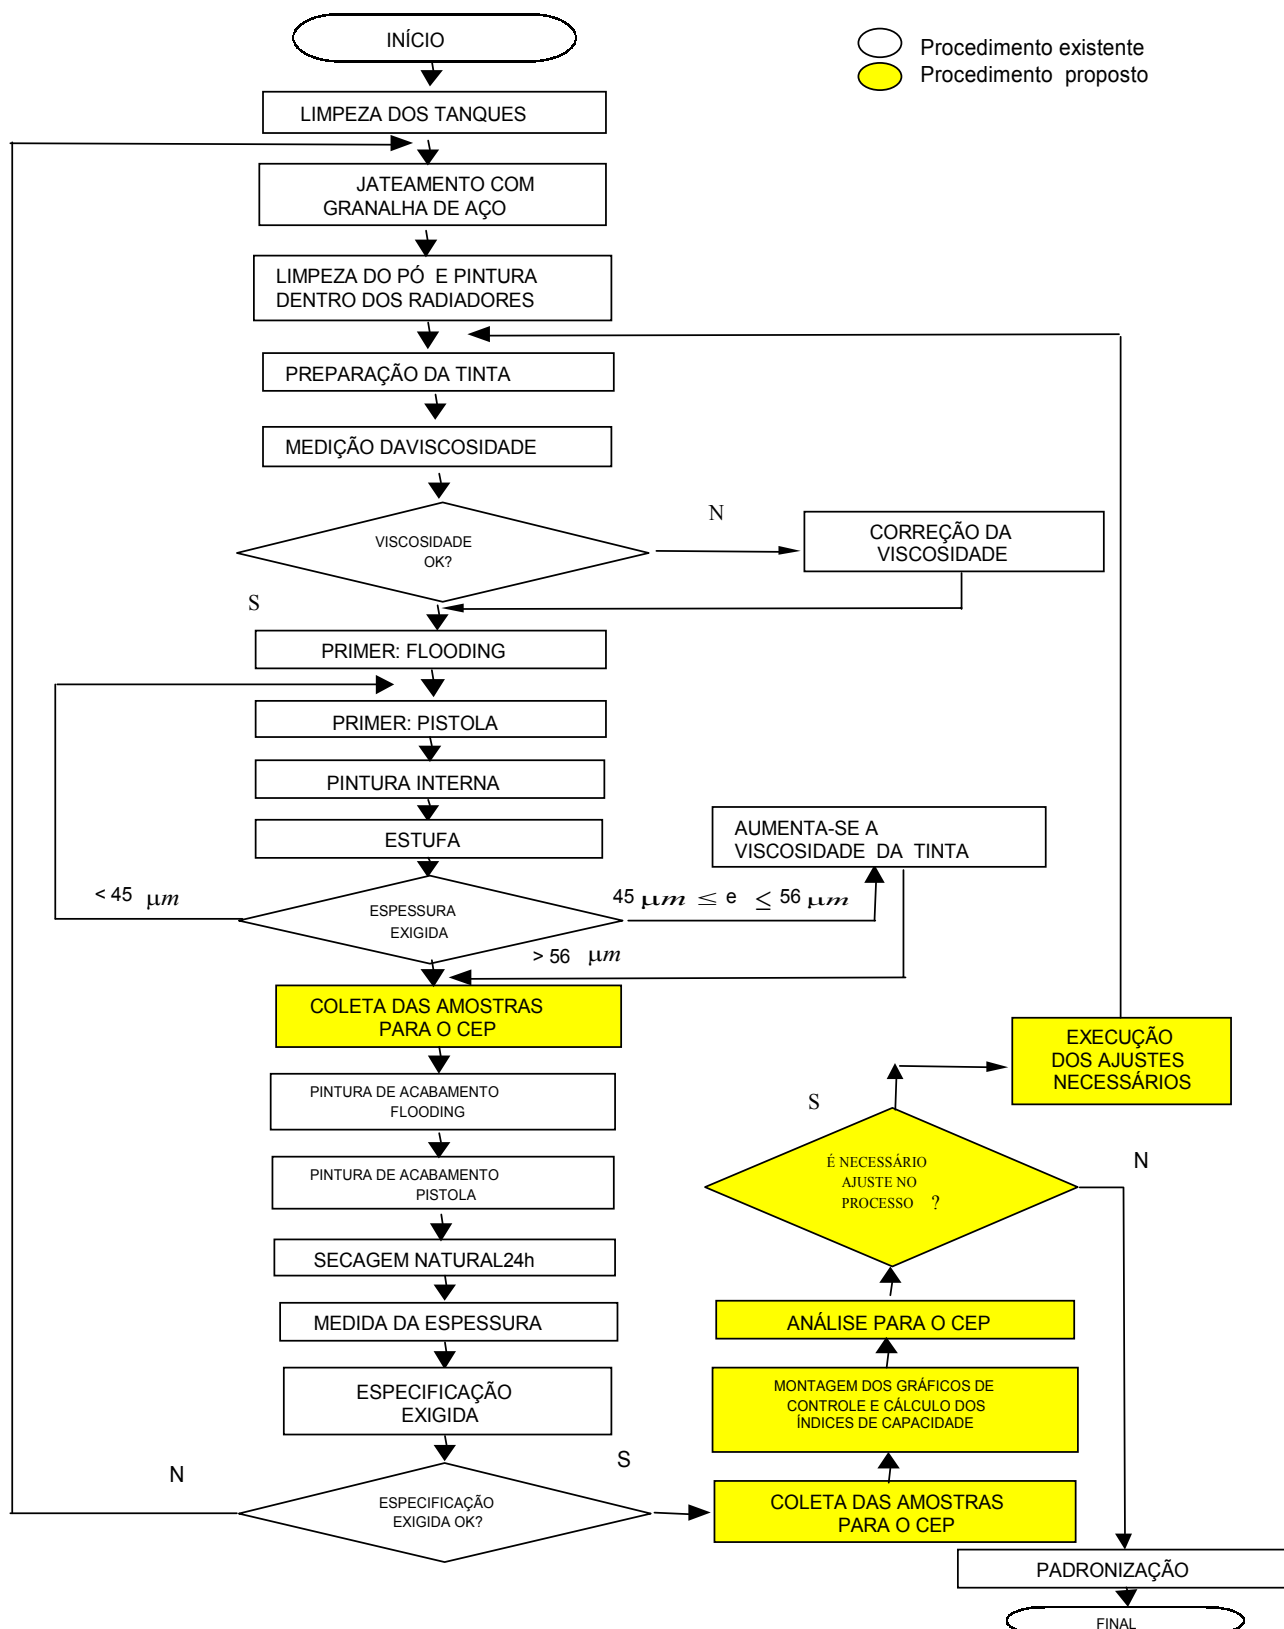 INÍCIO
Procedimento existente
Procedimento proposto
LIMPEZA DOS TANQUES
JATEAMENTO COM
GRANALHA DE AÇO
LIMPEZA DO PÓ E PINTURA
DENTRO DOS RADIADORES
PREPARAÇÃO DA TINTA
MEDIÇÃO DAVISCOSIDADE
VISCOSIDADE
OK?
N
CORREÇÃO DA
VISCOSIDADE
S
PRIMER: FLOODING
PRIMER: PISTOLA
PINTURA INTERNA
ESTUFA
AUMENTA-SE A
VISCOSIDADE DA TINTA
< 45 μm
ESPESSURA
EXIGIDA
45 μm ≤ e ≤ 56 μm
> 56 μm
COLETA DAS AMOSTRAS
PARA O CEP
PINTURA DE ACABAMENTO
FLOODING
PINTURA DE ACABAMENTO
PISTOLA
SECAGEM NATURAL24h
MEDIDA DA ESPESSURA
ESPECIFICAÇÃO
EXIGIDA
N
ESPECIFICAÇÃO
EXIGIDA OK?
S
COLETA DAS AMOSTRAS
PARA O CEP
MONTAGEM DOS GRÁFICOS DE
CONTROLE E CÁLCULO DOS
ÍNDICES DE CAPACIDADE
ANÁLISE PARA O CEP
É NECESSÁRIO
AJUSTE NO
PROCESSO ?
S
EXECUÇÃO
DOS AJUSTES
NECESSÁRIOS
N
PADRONIZAÇÃO
FINAL